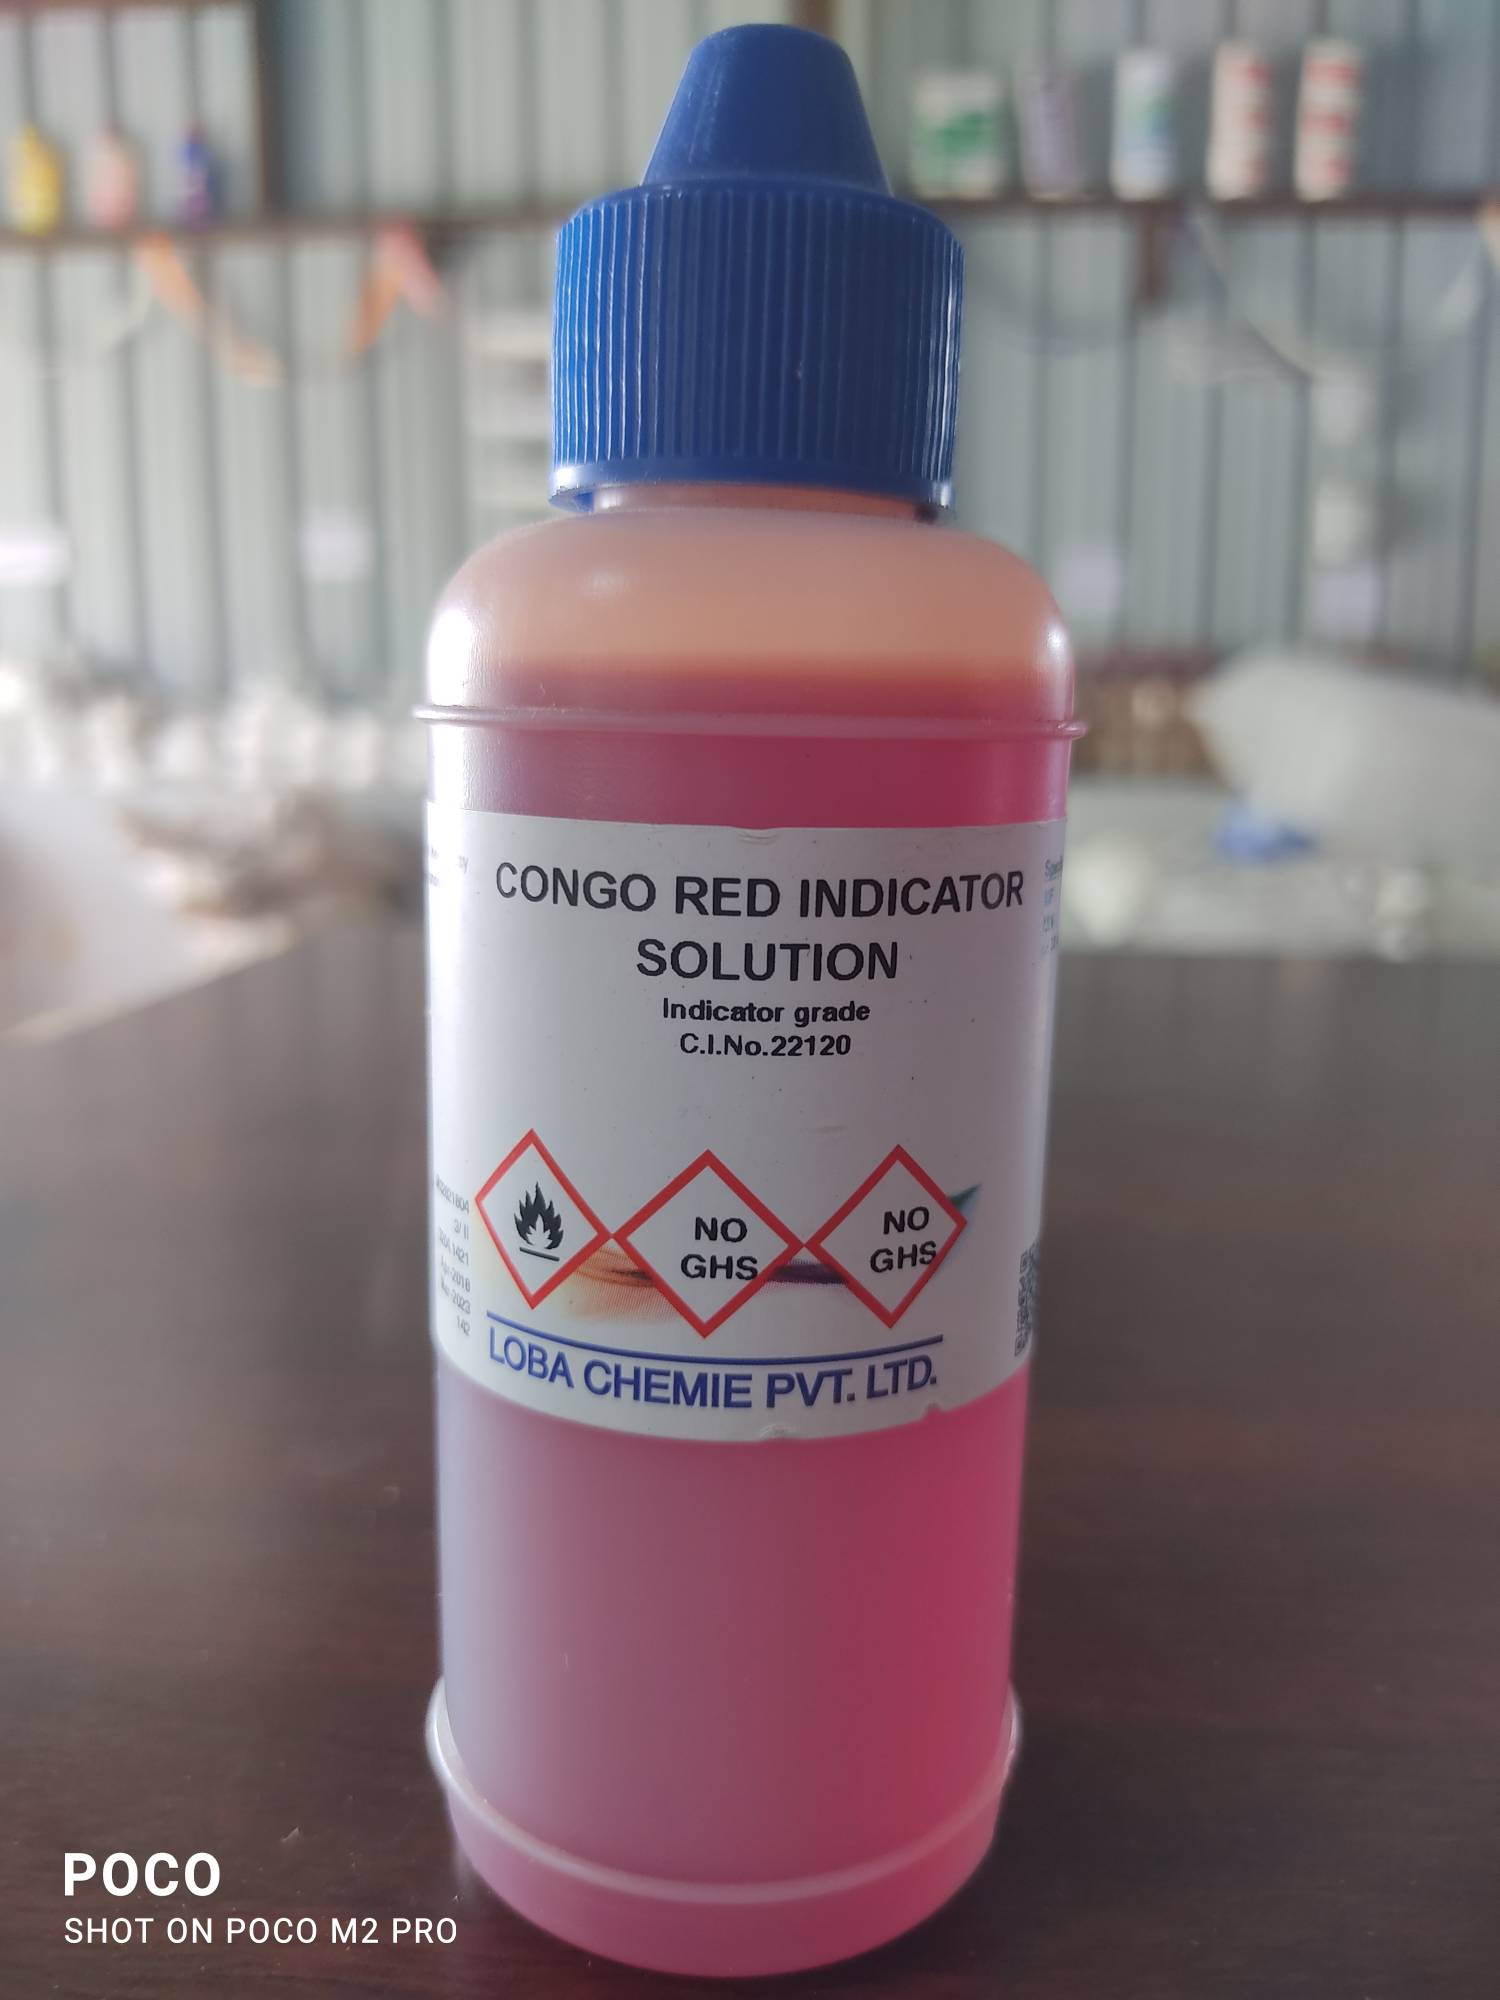 CONGO RED INDICATOR
SOLUTION
Indicator grade
C.I.No.22120
NO
GHS
NO
GHS
LOBA CHEMIE PVT. LTD.
POCO
SHOT ON POCO M2 PRO